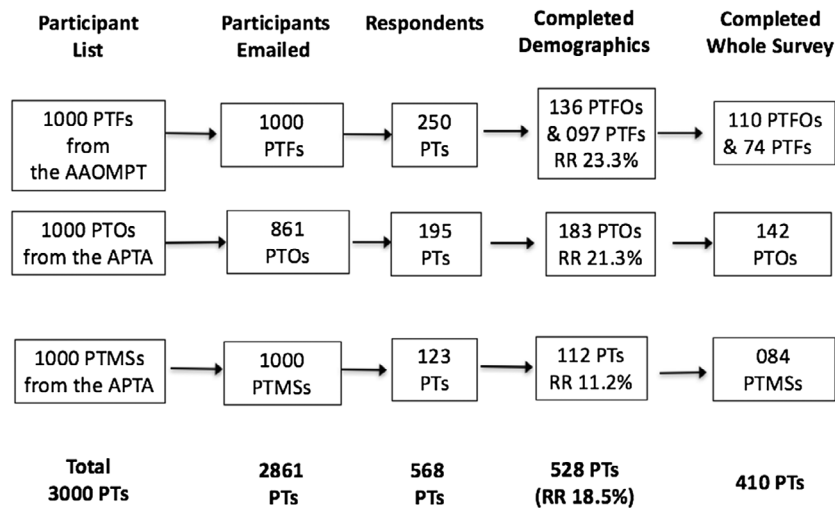 Participant
List
Participants
Emailed
Respondents
Completed
Demographics
Completed
Whole Survey
1000 PTFs
from
the AAOMPT
1000
PTFs
250
PTs
136 PTFOs
& 097 PTFs
RR 23.3%
110 PTFOs
& 74 PTFs
1000 PTOs
from the APTA
861
PTOs
195
PTs
183 PTOs
RR 21.3%
142
PTOs
1000 PTMSs
from the APTA
1000
PTMSs
123
PTs
112 PTs
RR 11.2%
084
PTMSs
Total
3000 PTs
2861
PTs
568
PTs
528 PTs
(RR 18.5%)
410 PTs